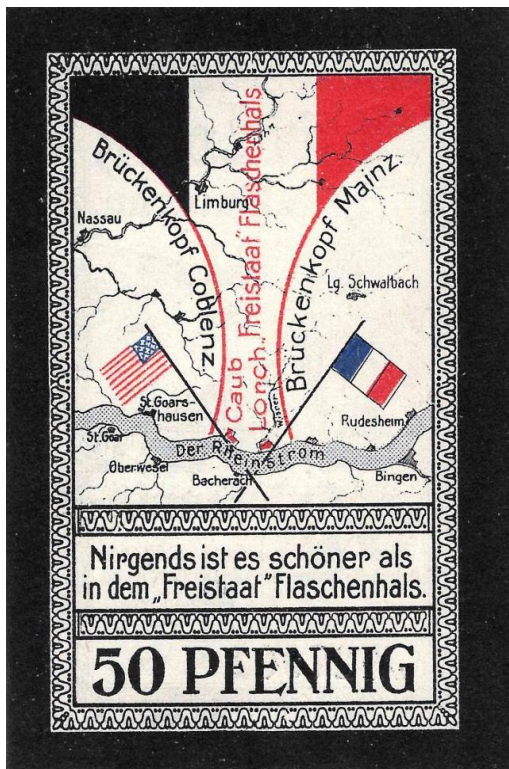 Brückenkopf Coblenz
Limburg
Caub
Lorch „Freistaat" Flaschenhals
Brückenkopf Mainz
Nassau
Lg. Schwalbach
St. Goars-
hausen
Rudesheim
St. Goar
Der Rheinstrom
Oberwesel
Bacherach
Bingen
Nirgends ist es schöner als
in dem „Freistaat" Flaschenhals.
50 PFENNIG